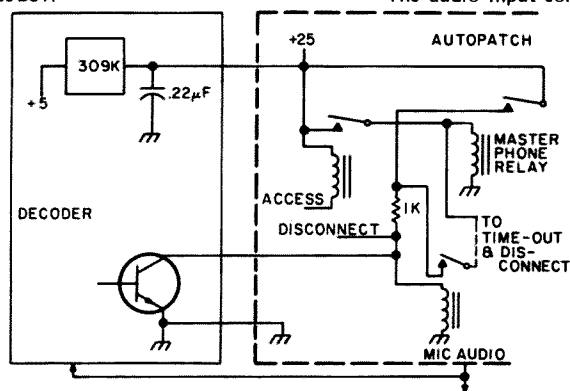 The audio input
+25
AUTOPATCH
309K
+5
.22µF
MASTER
PHONE
RELAY
ACCESS
1K
DECODER
DISCONNECT
TO
TIME-OUT
& DIS-
CONNECT
MIC AUDIO